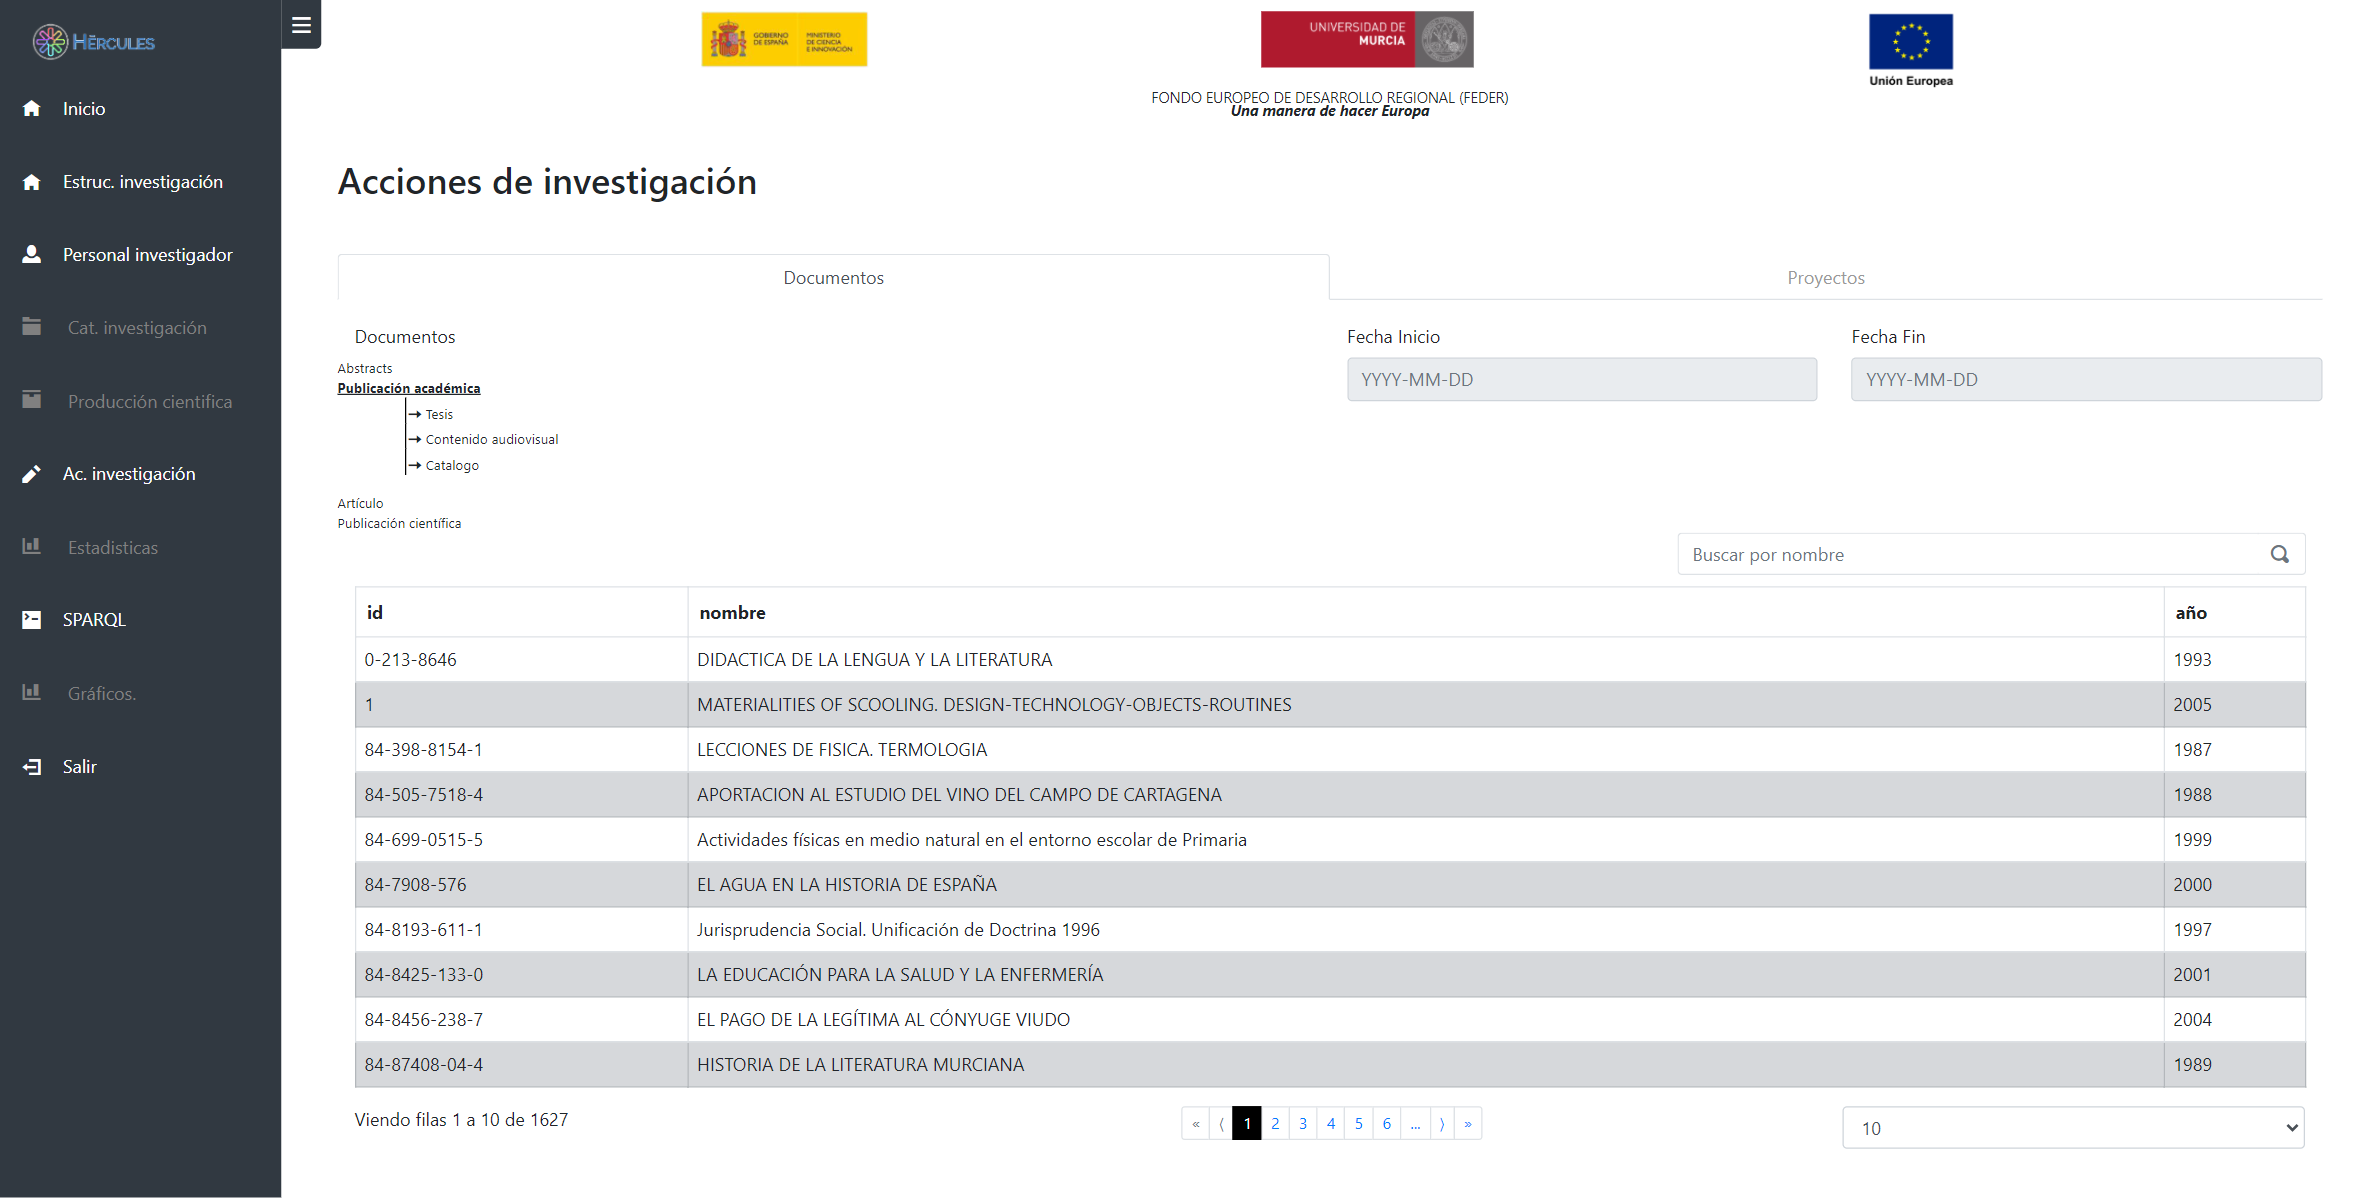 HÉRCULES
Inicio
Estruc. investigación
Personal investigador
Cat. investigación
Producción cientifica
Ac. investigación
Estadisticas
SPARQL
Gráficos.
Salir
GOBIERNO DE ESPAÑA
MINISTERIO DE CIENCIA E INNOVACIÓN
UNIVERSIDAD DE
MURCIA
Unión Europea
FONDO EUROPEO DE DESARROLLO REGIONAL (FEDER)
Una manera de hacer Europa
Acciones de investigación
Documentos
Proyectos
Documentos
Fecha Inicio
Fecha Fin
YYYY-MM-DD
YYYY-MM-DD
Abstracts
Publicación académica
Tesis
Contenido audiovisual
Catalogo
Artículo
Publicación científica
Buscar por nombre
id nombre año
0-213-8646 DIDACTICA DE LA LENGUA Y LA LITERATURA 1993
1 MATERIALITIES OF SCOOLING. DESIGN-TECHNOLOGY-OBJECTS-ROUTINES 2005
84-398-8154-1 LECCIONES DE FISICA. TERMOLOGIA 1987
84-505-7518-4 APORTACION AL ESTUDIO DEL VINO DEL CAMPO DE CARTAGENA 1988
84-699-0515-5 Actividades físicas en medio natural en el entorno escolar de Primaria 1999
84-7908-576 EL AGUA EN LA HISTORIA DE ESPAÑA 2000
84-8193-611-1 Jurisprudencia Social. Unificación de Doctrina 1996 1997
84-8425-133-0 LA EDUCACIÓN PARA LA SALUD Y LA ENFERMERÍA 2001
84-8456-238-7 EL PAGO DE LA LEGÍTIMA AL CÓNYUGE VIUDO 2004
84-87408-04-4 HISTORIA DE LA LITERATURA MURCIANA 1989
Viendo filas 1 a 10 de 1627
« ⟨ 1 2 3 4 5 6 ... ⟩ »
10